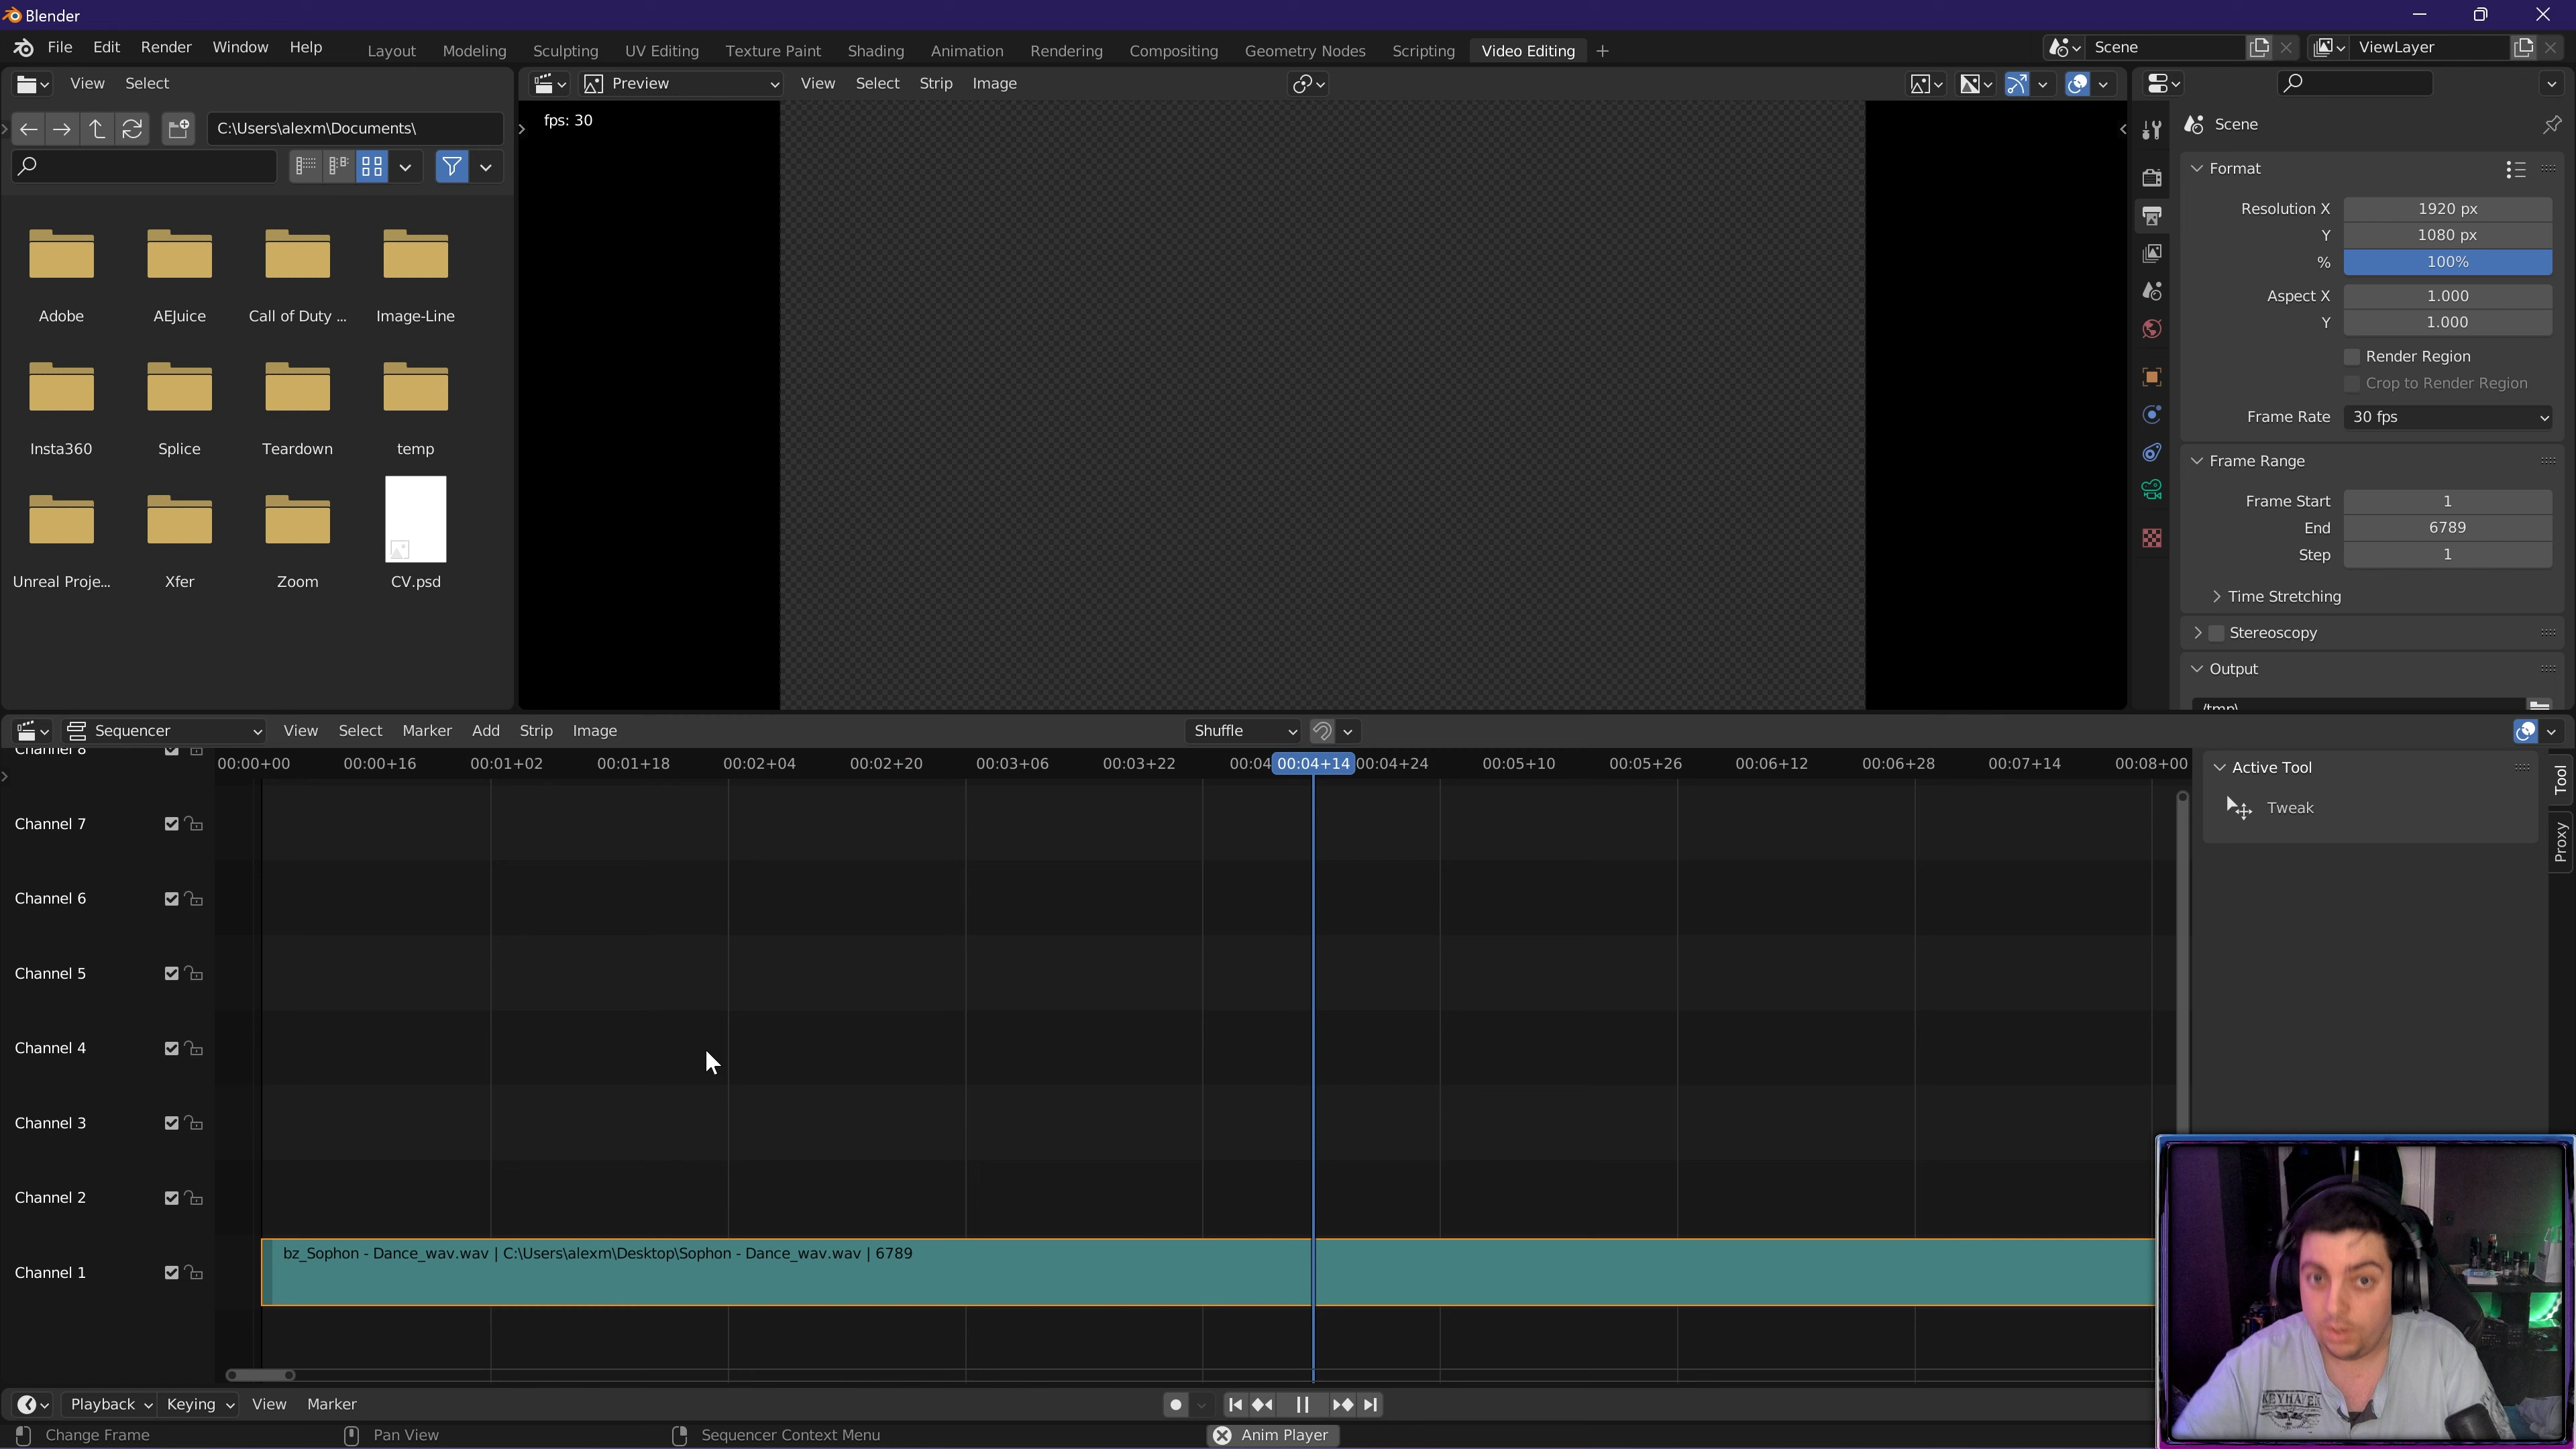 Blender
File Edit Render Window Help Layout Modeling Sculpting UV Editing Texture Paint Shading Animation Rendering Compositing Geometry Nodes Scripting Video Editing + Scene ViewLayer
View Select
C:\Users\alexm\Documents\
Adobe AEJuice Call of Duty ... Image-Line
Insta360 Splice Teardown temp
Unreal Proje... Xfer Zoom CV.psd
Preview View Select Strip Image
fps: 30
Scene
Format
Resolution X 1920 px
Y 1080 px
% 100%
Aspect X 1.000
Y 1.000
Render Region
Crop to Render Region
Frame Rate 30 fps
Frame Range
Frame Start 1
End 6789
Step 1
Time Stretching
Stereoscopy
Output
/tmp\
Sequencer View Select Marker Add Strip Image Shuffle
00:00+00 00:00+16 00:01+02 00:01+18 00:02+04 00:02+20 00:03+06 00:03+22 00:04 00:04+14 00:04+24 00:05+10 00:05+26 00:06+12 00:06+28 00:07+14 00:08+00
Channel 8
Channel 7
Channel 6
Channel 5
Channel 4
Channel 3
Channel 2
Channel 1
bz_Sophon - Dance_wav.wav | C:\Users\alexm\Desktop\Sophon - Dance_wav.wav | 6789
Active Tool
Tweak
Tool
Proxy
Playback Keying View Marker
Change Frame Pan View Sequencer Context Menu Anim Player
KEYHAVEN